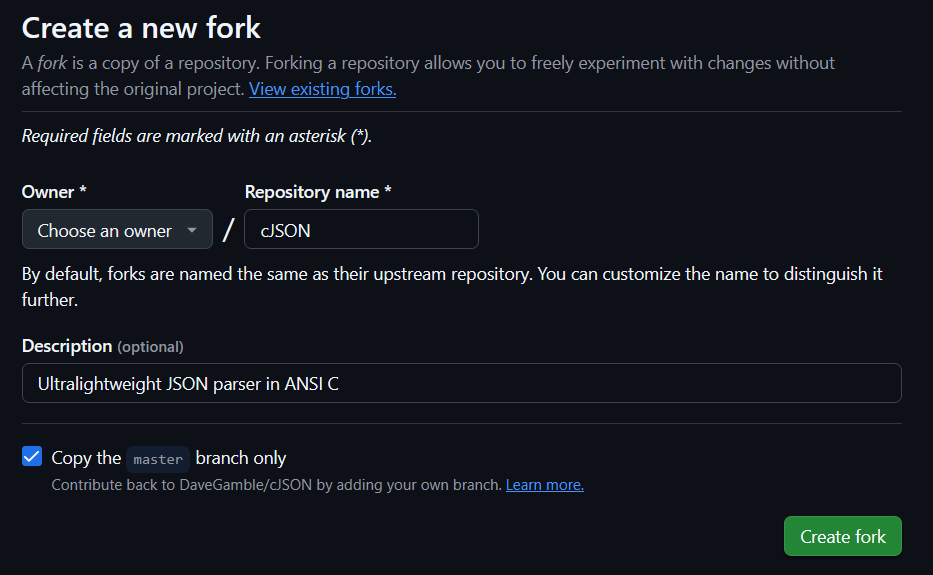 Create a new fork
A fork is a copy of a repository. Forking a repository allows you to freely experiment with changes without
affecting the original project. View existing forks.
Required fields are marked with an asterisk (*).
Owner * Repository name *
Choose an owner / cJSON
By default, forks are named the same as their upstream repository. You can customize the name to distinguish it
further.
Description (optional)
Ultralightweight JSON parser in ANSI C
Copy the master branch only
Contribute back to DaveGamble/cJSON by adding your own branch. Learn more.
Create fork